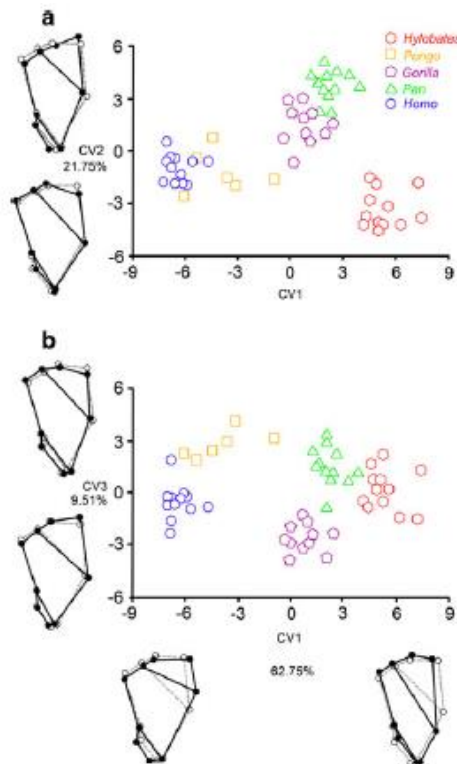 a
Hylobates
Pongo
Gorilla
Pan
Homo
CV2
21.75%
6
3
0
-3
-6
-9 -6 -3 0 3 6 9
CV1
b
CV3
9.51%
6
3
0
-3
-6
-9 -6 -3 0 3 6 9
CV1
62.75%